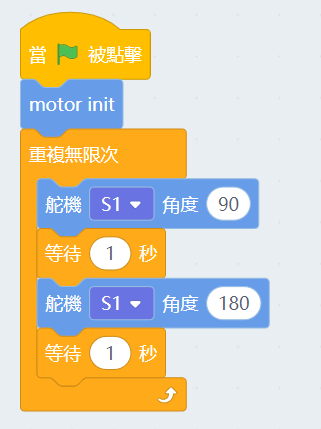 當 被點擊
motor init
重複無限次
舵機 S1 角度 90
等待 1 秒
舵機 S1 角度 180
等待 1 秒